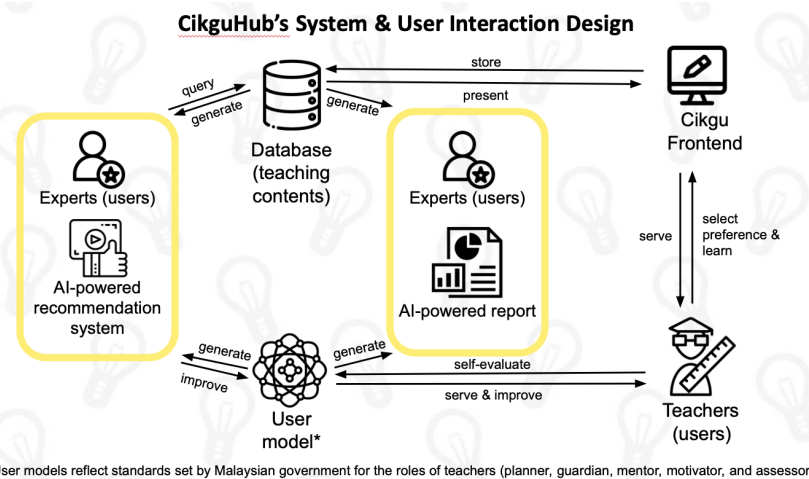 CikguHub's System & User Interaction Design
store
query
generate
generate
present
Database
(teaching
contents)
Cikgu
Frontend
Experts (users)
Experts (users)
AI-powered
recommendation
system
AI-powered report
serve
select
preference &
learn
generate
improve
generate
self-evaluate
serve & improve
User
model*
Teachers
(users)
User models reflect standards set by Malaysian government for the roles of teachers (planner, guardian, mentor, motivator, and assessor